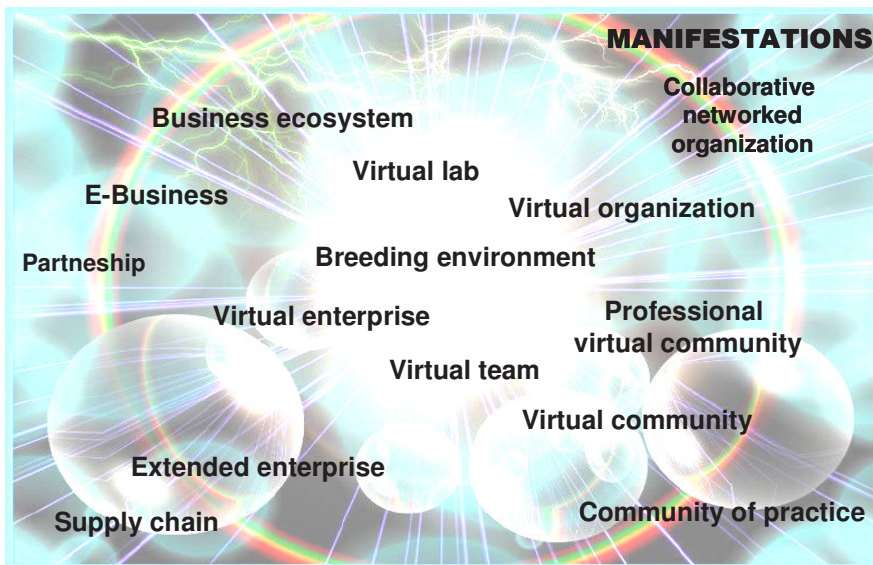 MANIFESTATIONS
Collaborative
networked
organization
Business ecosystem
Virtual lab
E-Business
Virtual organization
Breeding environment
Partneship
Virtual enterprise
Professional
virtual community
Virtual team
Virtual community
Extended enterprise
Supply chain
Community of practice